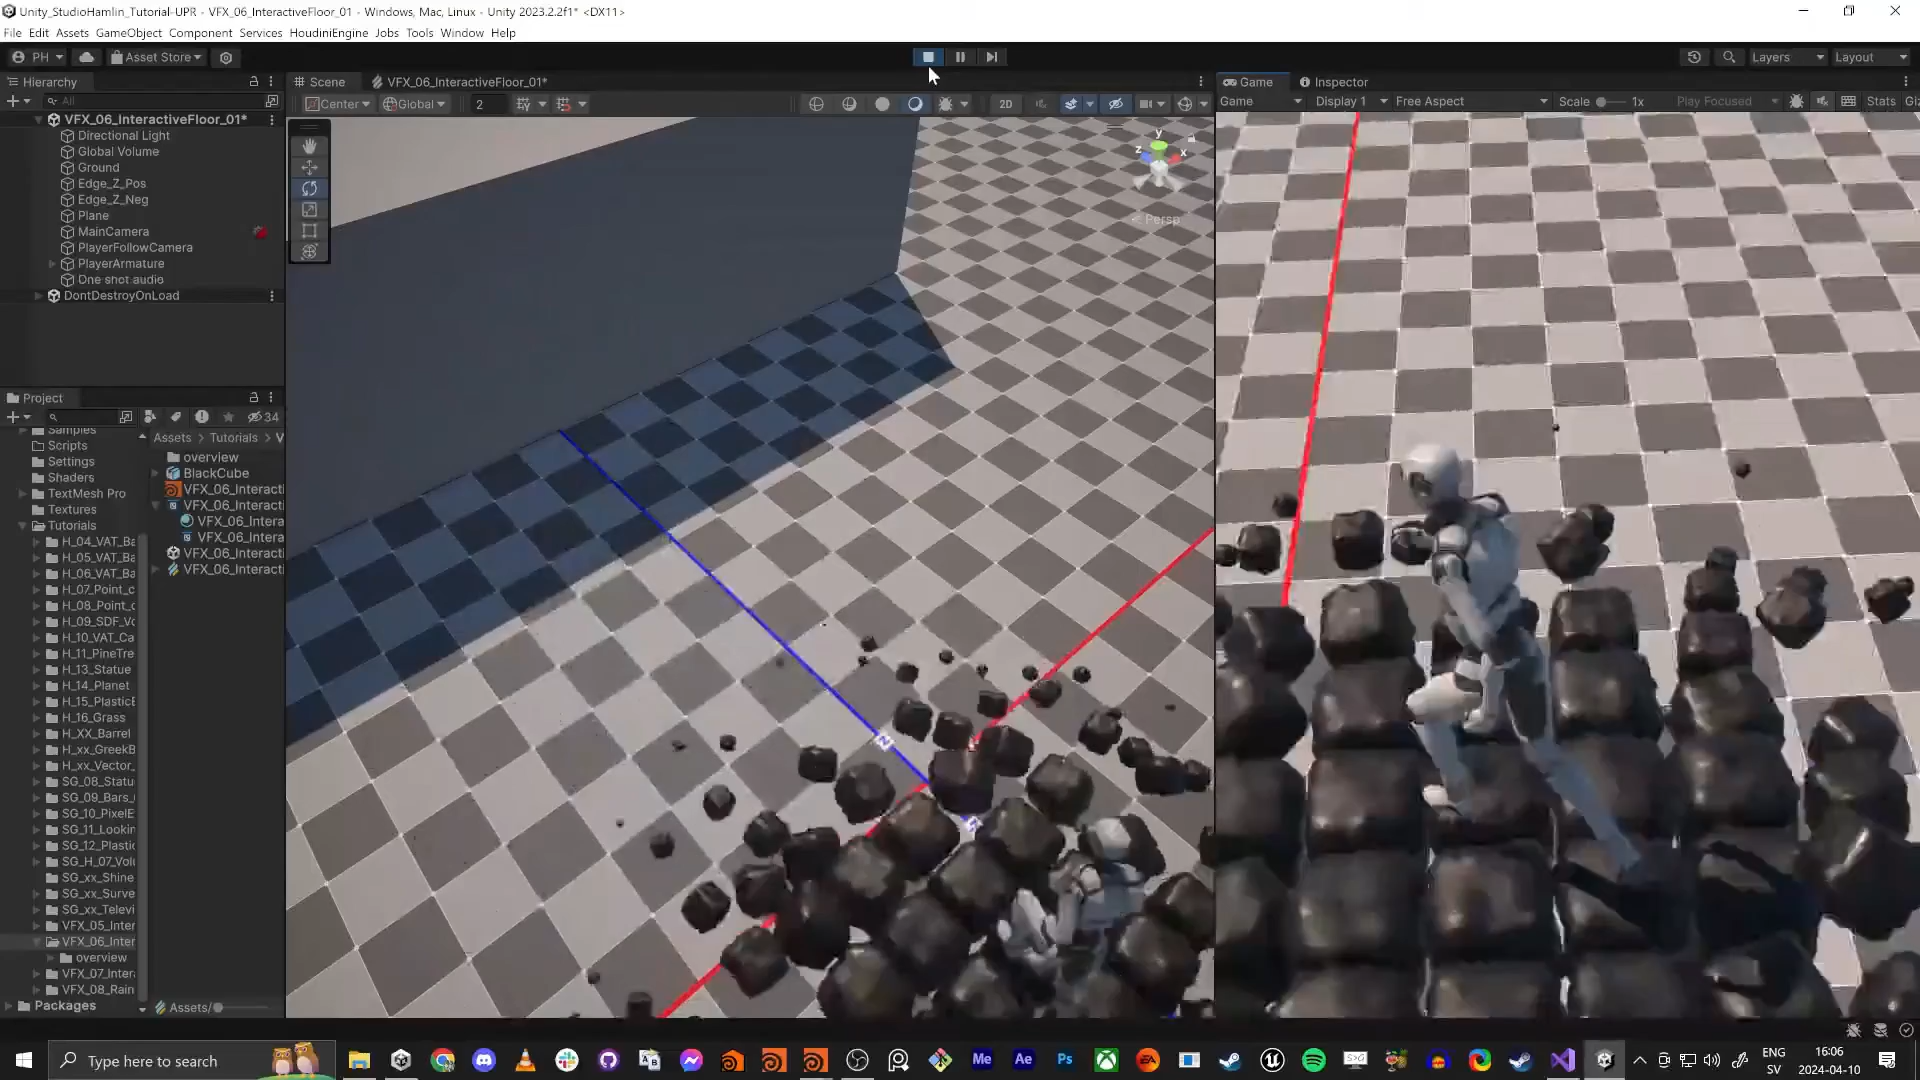 Unity_StudioHamlin_Tutorial-UPR - VFX_06_InteractiveFloor_01 - Windows, Mac, Linux - Unity 2023.2.2f1* <DX11>
File Edit Assets GameObject Component Services HoudiniEngine Jobs Tools Window Help
PH Asset Store Layers Layout
Hierarchy
All
VFX_06_InteractiveFloor_01*
Directional Light
Global Volume
Ground
Edge_Z_Pos
Edge_Z_Neg
Plane
MainCamera
PlayerFollowCamera
PlayerArmature
One shot audio
DontDestroyOnLoad
Scene VFX_06_InteractiveFloor_01*
Center Global 2 2D
y
z x
< Persp
Z
Game Inspector
Game Display 1 Free Aspect Scale 1x Play Focused Stats Giz
Project
34
Samples
Scripts
Settings
Shaders
TextMesh Pro
Textures
Tutorials
H_04_VAT_Ba
H_05_VAT_Ba
H_06_VAT_Ba
H_07_Point_c
H_08_Point_c
H_09_SDF_Vo
H_10_VAT_Ca
H_11_PineTre
H_13_Statue
H_14_Planet
H_15_PlasticE
H_16_Grass
H_XX_Barrel
H_xx_GreekB
H_xx_Vector_
SG_08_Statu
SG_09_Bars_
SG_10_PixelE
SG_11_Lookin
SG_12_Plastic
SG_H_07_Volu
SG_xx_Shine
SG_xx_Surve
SG_xx_Televi
VFX_05_Inter
VFX_06_Inter
overview
VFX_07_Inter
VFX_08_Rain
Packages
Assets > Tutorials > V
overview
BlackCube
VFX_06_Interacti
VFX_06_Interacti
VFX_06_Intera
VFX_06_Intera
VFX_06_Interacti
VFX_06_Interacti
Assets/
Type here to search
Me Ae Ps
ENG
SV
16:06
2024-04-10